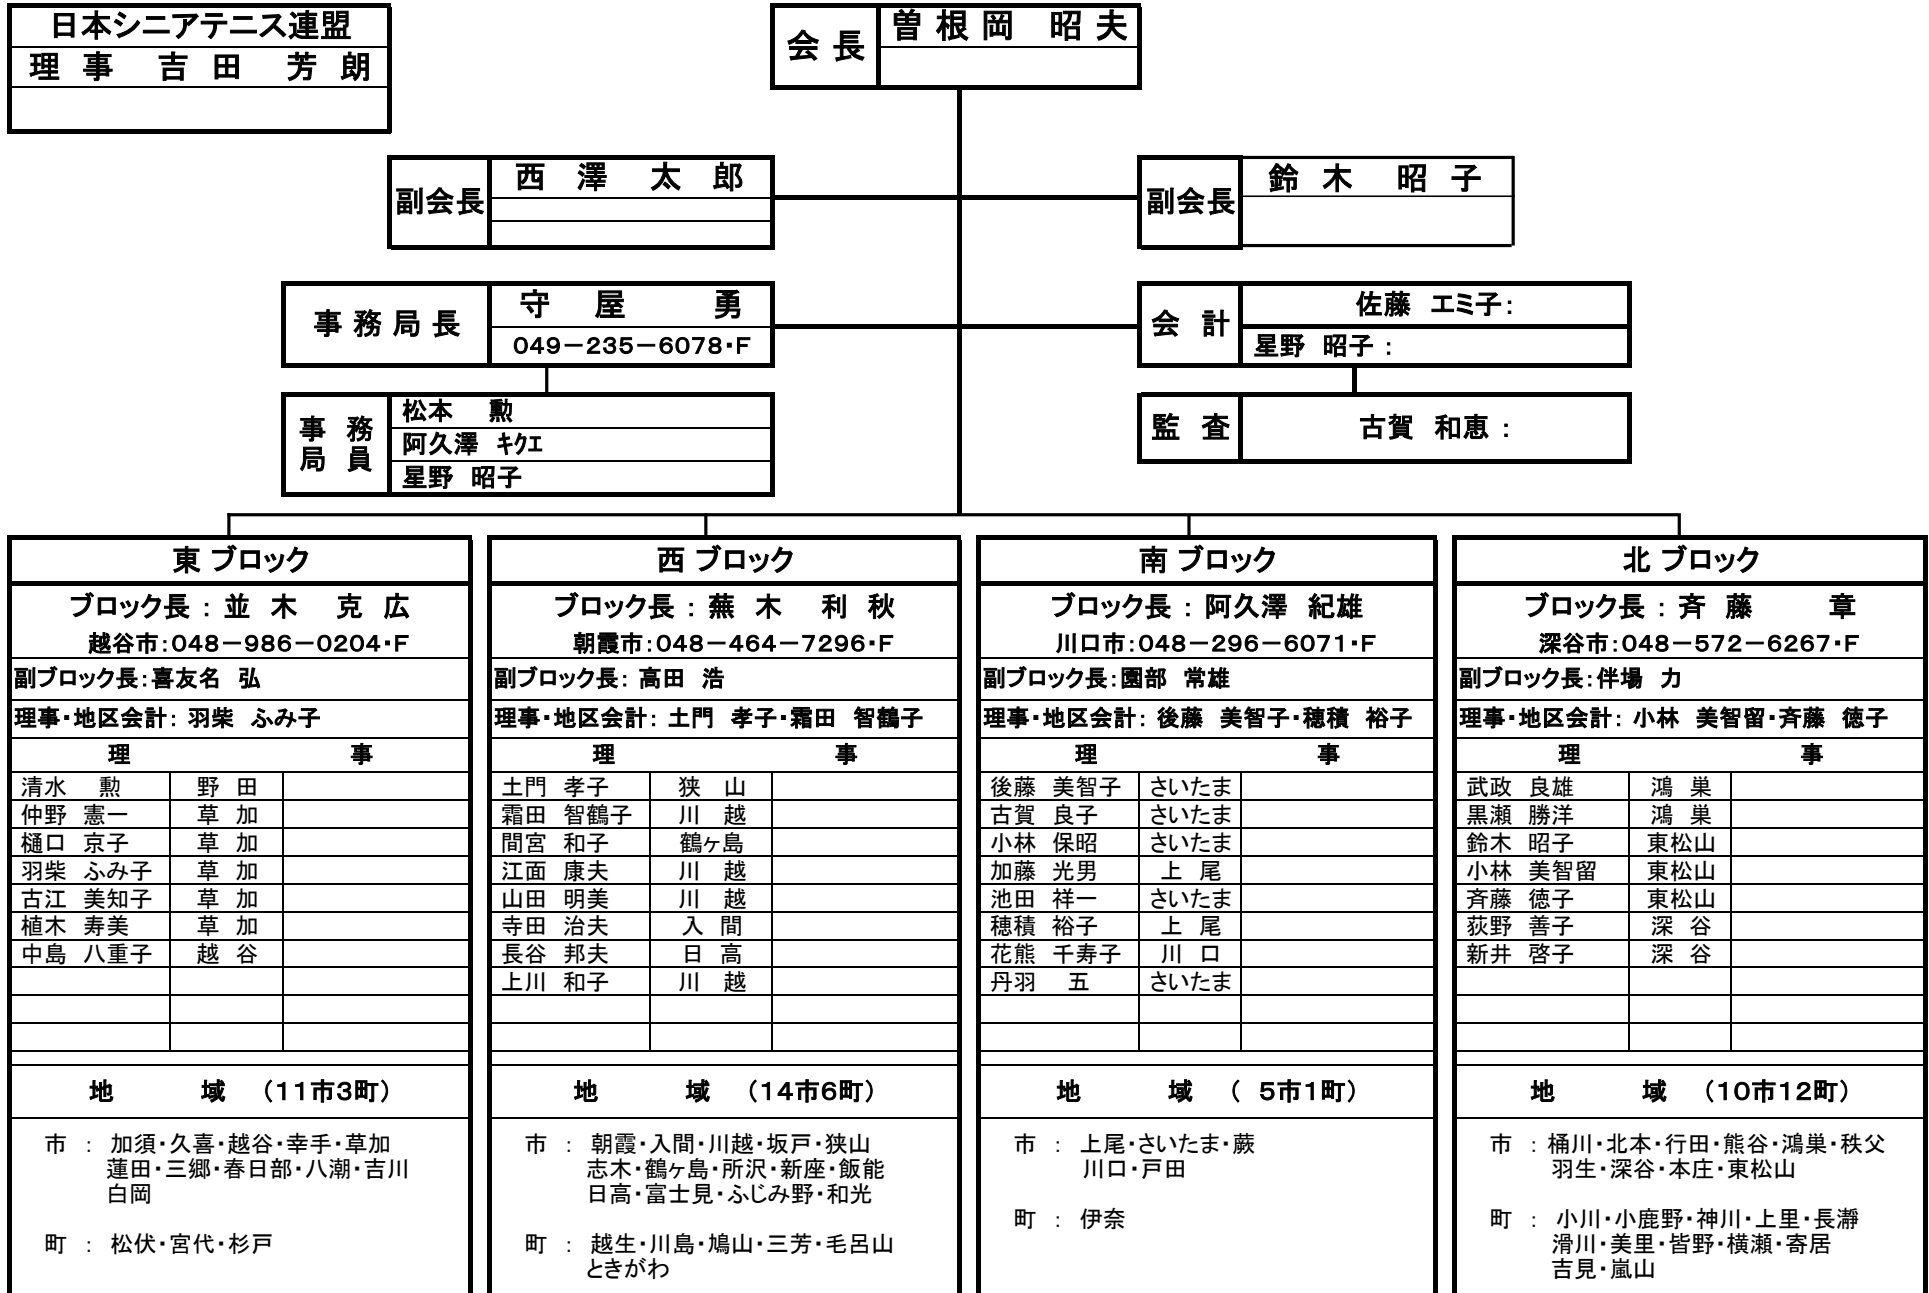 日本シニアテニス連盟
理 事 吉 田 芳 朗
会 長
曽 根 岡 昭 夫
副会長
西 澤 太 郎
副会長
鈴 木 昭 子
事 務 局 長
守 屋 勇
049－235－6078・F
会 計
佐藤 エミ子：
星野 昭子：
事 務
局 員
松本 勲
阿久澤 ｷｸｴ
星野 昭子
監 査
古賀 和恵：
東 ブロック
ブロック長：並 木 克 広
越谷市：048－986－0204・F
副ブロック長：喜友名 弘
理事・地区会計： 羽柴 ふみ子
理 事
清水 勲 野 田
仲野 憲一 草 加
樋口 京子 草 加
羽柴 ふみ子 草 加
古江 美知子 草 加
植木 寿美 草 加
中島 八重子 越 谷
地 域 （11市3町）
市 ： 加須・久喜・越谷・幸手・草加
蓮田・三郷・春日部・八潮・吉川
白岡
町 ： 松伏・宮代・杉戸
西 ブロック
ブロック長：蕪 木 利 秋
朝霞市：048－464－7296・F
副ブロック長： 高田 浩
理事・地区会計： 土門 孝子・霜田 智鶴子
理 事
土門 孝子 狭 山
霜田 智鶴子 川 越
間宮 和子 鶴ヶ島
江面 康夫 川 越
山田 明美 川 越
寺田 治夫 入 間
長谷 邦夫 日 高
上川 和子 川 越
地 域 （14市6町）
市 ： 朝霞・入間・川越・坂戸・狭山
志木・鶴ヶ島・所沢・新座・飯能
日高・富士見・ふじみ野・和光
町 ： 越生・川島・鳩山・三芳・毛呂山
ときがわ
南 ブロック
ブロック長：阿久澤 紀雄
川口市：048－296－6071・F
副ブロック長：園部 常雄
理事・地区会計： 後藤 美智子・穂積 裕子
理 事
後藤 美智子 さいたま
古賀 良子 さいたま
小林 保昭 さいたま
加藤 光男 上 尾
池田 祥一 さいたま
穂積 裕子 上 尾
花熊 千寿子 川 口
丹羽 五 さいたま
地 域 （ 5市1町）
市 ： 上尾・さいたま・蕨
川口・戸田
町 ： 伊奈
北 ブロック
ブロック長：斉 藤 章
深谷市：048－572－6267・F
副ブロック長：伴場 力
理事・地区会計： 小林 美智留・斉藤 徳子
理 事
武政 良雄 鴻 巣
黒瀬 勝洋 鴻 巣
鈴木 昭子 東松山
小林 美智留 東松山
斉藤 徳子 東松山
荻野 善子 深 谷
新井 啓子 深 谷
地 域 （10市12町）
市 ：桶川・北本・行田・熊谷・鴻巣・秩父
羽生・深谷・本庄・東松山
町 ： 小川・小鹿野・神川・上里・長瀞
滑川・美里・皆野・横瀬・寄居
吉見・嵐山